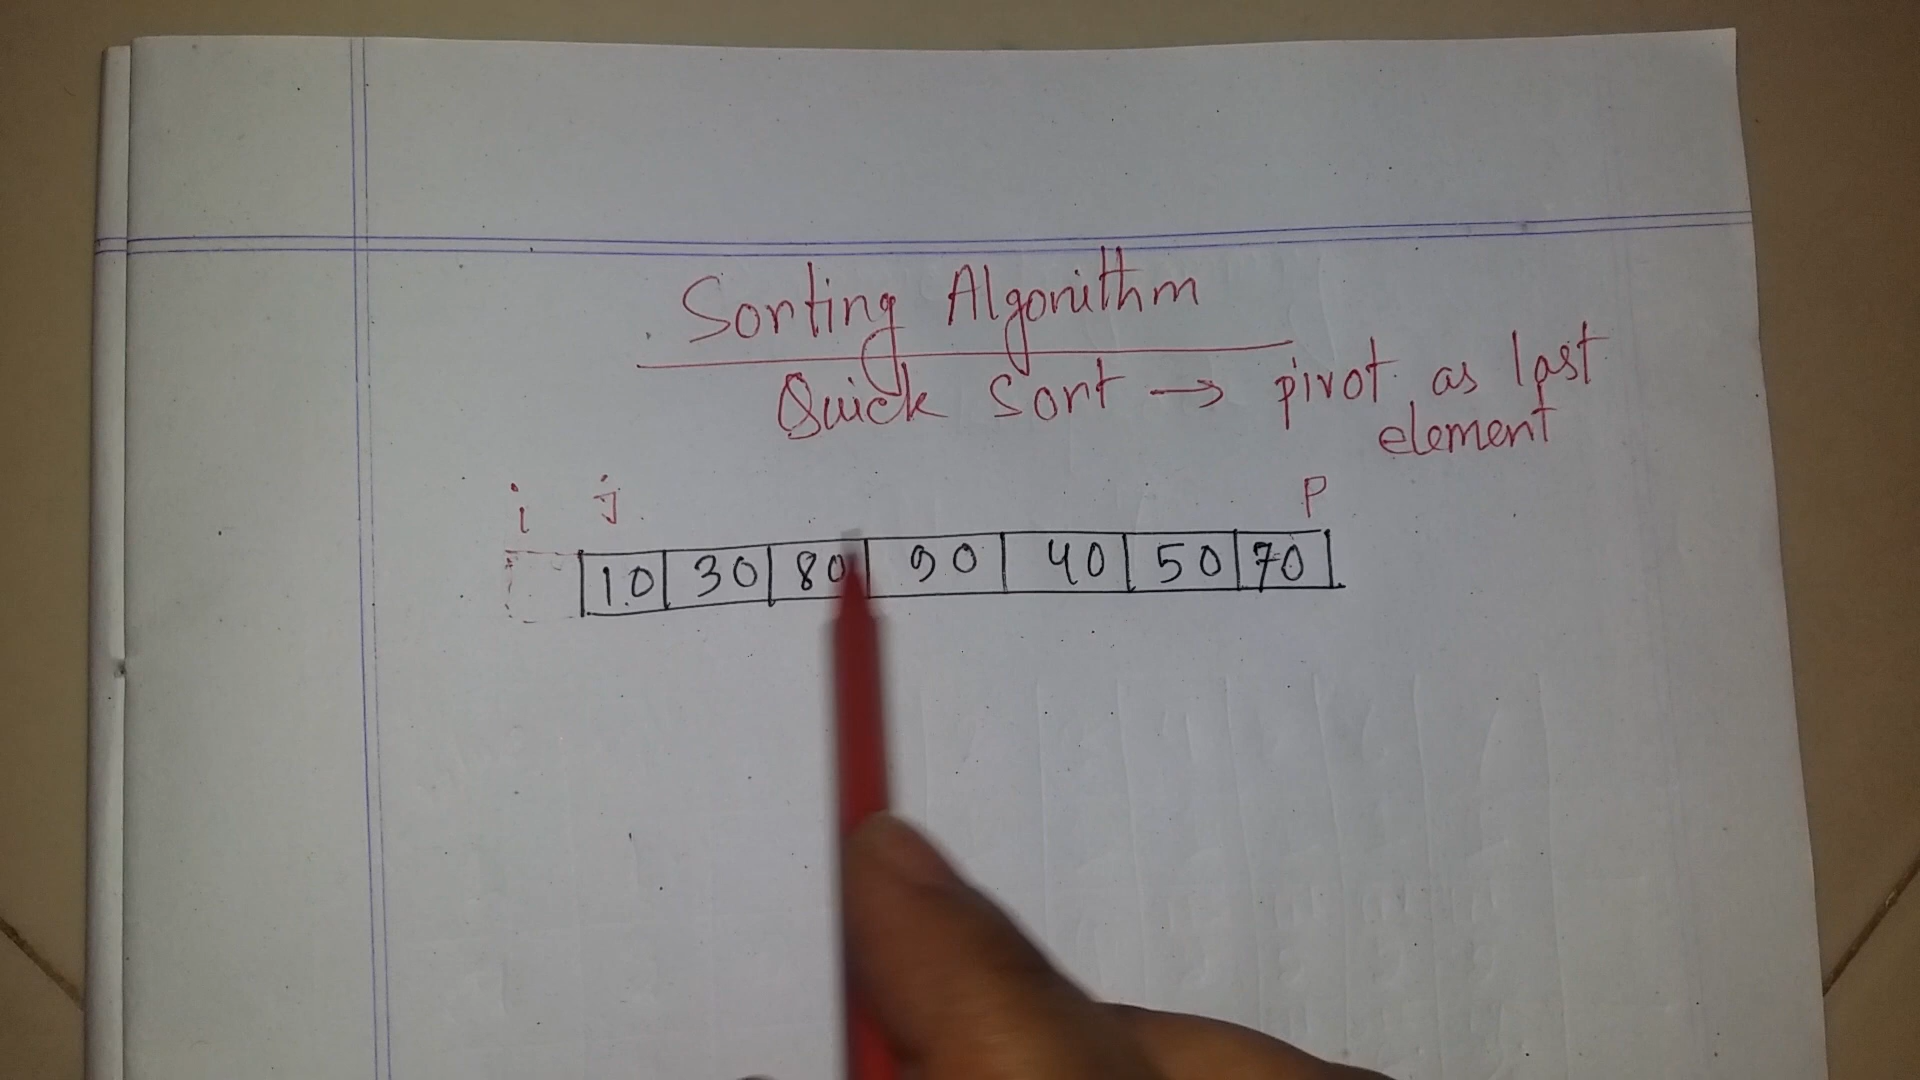 Sorting Algorithm
Quick Sort → pivot as last
element
i j P
10 30 80 90 40 50 70